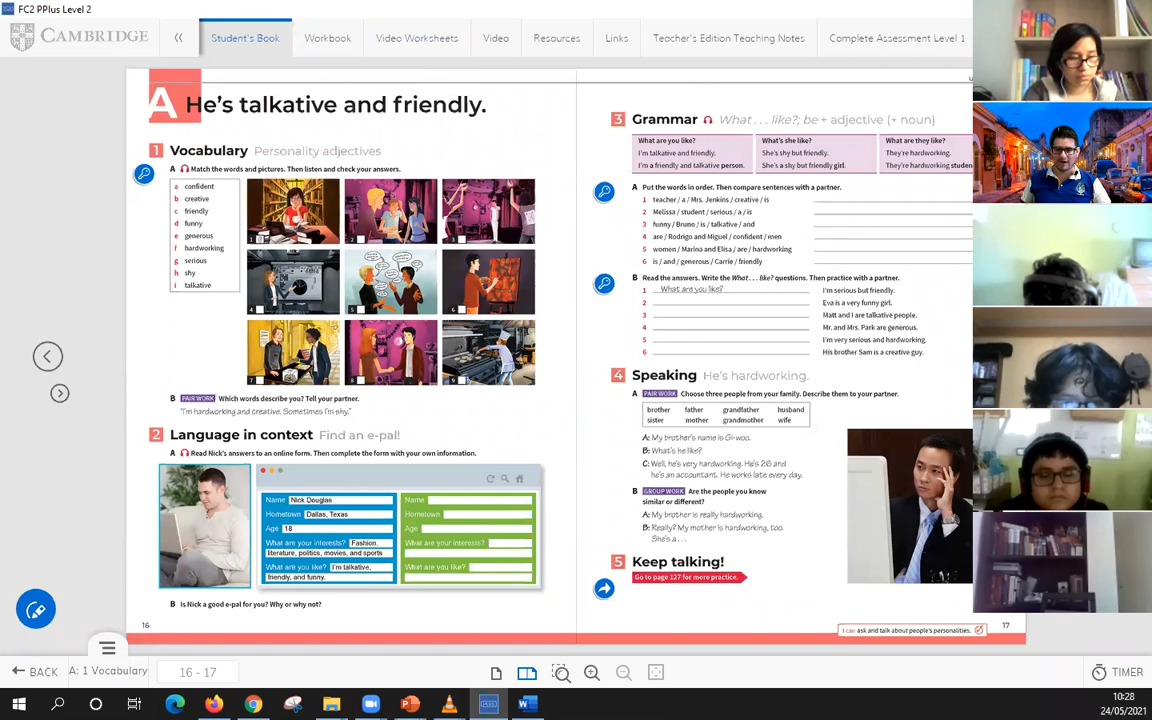 FC2 PPlus Level 2
CAMBRIDGE
Student's Book
Workbook
Video Worksheets
Video
Resources
Links
Teacher's Edition Teaching Notes
Complete Assessment Level 1
A He's talkative and friendly.
1 Vocabulary Personality adjectives
A Match the words and pictures. Then listen and check your answers.
a confident
b creative
c friendly
d funny
e generous
f hardworking
g serious
h shy
i talkative
1 g
2
3
4
5
6
7
8
9
B PAIR WORK Which words describe you? Tell your partner.
"I'm hardworking and creative. Sometimes I'm shy."
2 Language in context Find an e-pal!
A Read Nick's answers to an online form. Then complete the form with your own information.
Name Nick Douglas
Hometown Dallas, Texas
Age 18
What are your interests? Fashion,
literature, politics, movies, and sports
What are you like? I'm talkative,
friendly, and funny.
Name
Hometown
Age
What are your interests?
What are you like?
B Is Nick a good e-pal for you? Why or why not?
16
3 Grammar What . . . like?; be + adjective (+ noun)
What are you like?
I'm talkative and friendly.
I'm a friendly and talkative person.
What's she like?
She's shy but friendly.
She's a shy but friendly girl.
What are they like?
They're hardworking.
They're hardworking studen
A Put the words in order. Then compare sentences with a partner.
1 teacher / a / Mrs. Jenkins / creative / is
2 Melissa / student / serious / a / is
3 funny / Bruno / is / talkative / and
4 are / Rodrigo and Miguel / confident / men
5 women / Marina and Elisa / are / hardworking
6 is / and / generous / Carrie / friendly
B Read the answers. Write the What . . . like? questions. Then practice with a partner.
1 What are you like? I'm serious but friendly.
2 Eva is a very funny girl.
3 Matt and I are talkative people.
4 Mr. and Mrs. Park are generous.
5 I'm very serious and hardworking.
6 His brother Sam is a creative guy.
4 Speaking He's hardworking.
A PAIR WORK Choose three people from your family. Describe them to your partner.
brother father grandfather husband
sister mother grandmother wife
A: My brother's name is Gi-woo.
B: What's he like?
C: Well, he's very hardworking. He's 26 and
he's an accountant. He works late every day.
B GROUP WORK Are the people you know
similar or different?
A: My brother is really hardworking.
B: Really? My mother is hardworking, too.
She's a . . .
5 Keep talking!
Go to page 127 for more practice.
I can ask and talk about people's personalities.
17
BACK
A: 1 Vocabulary
16 - 17
TIMER
10:28
24/05/2021